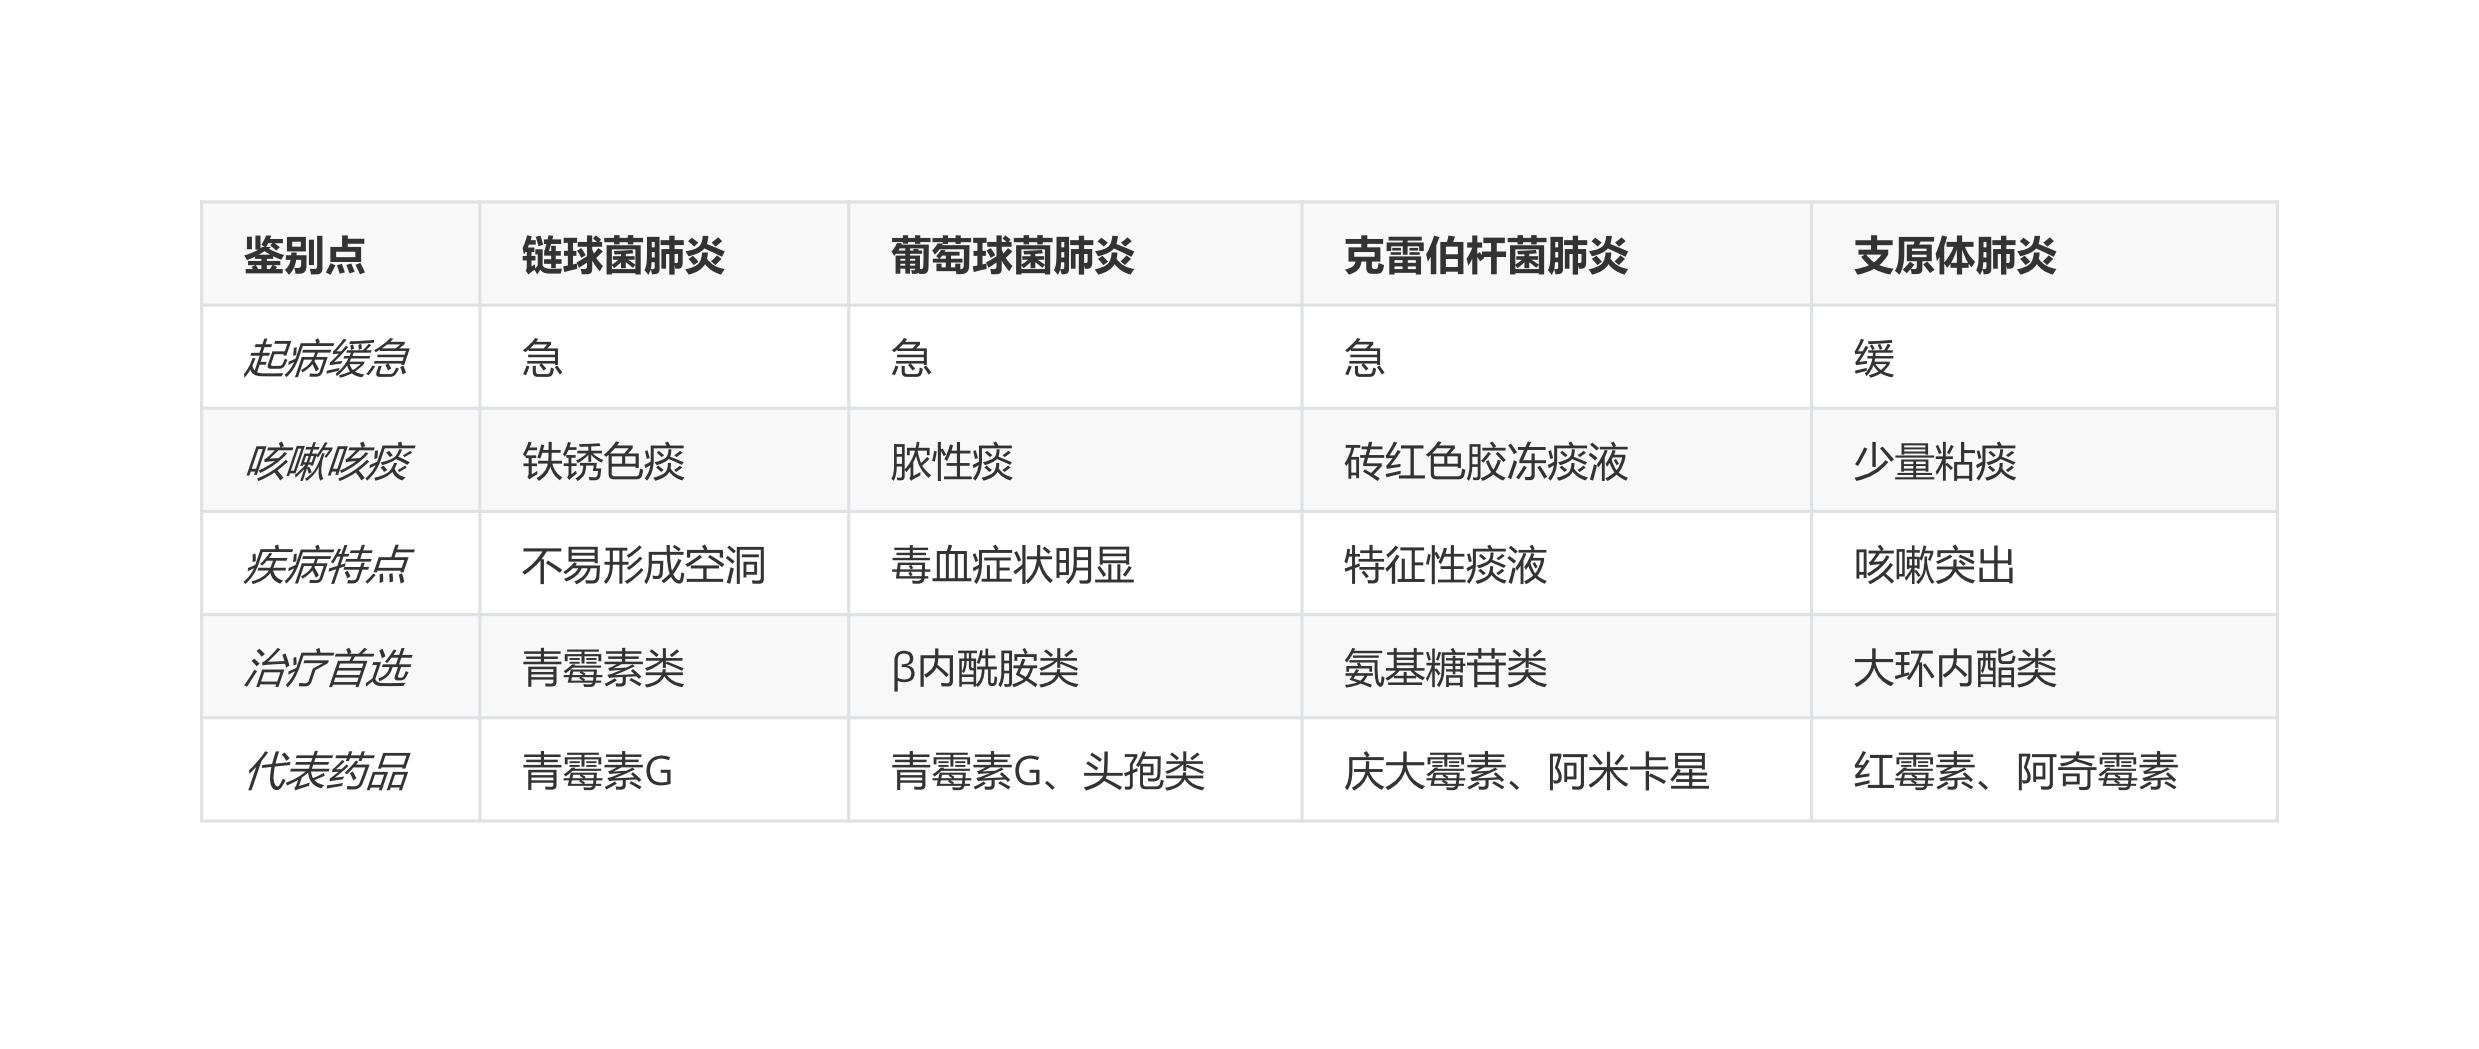 鉴别点 链球菌肺炎 葡萄球菌肺炎 克雷伯杆菌肺炎 支原体肺炎
起病缓急 急 急 急 缓
咳嗽咳痰 铁锈色痰 脓性痰 砖红色胶冻痰液 少量粘痰
疾病特点 不易形成空洞 毒血症状明显 特征性痰液 咳嗽突出
治疗首选 青霉素类 β内酰胺类 氨基糖苷类 大环内酯类
代表药品 青霉素G 青霉素G、头孢类 庆大霉素、阿米卡星 红霉素、阿奇霉素